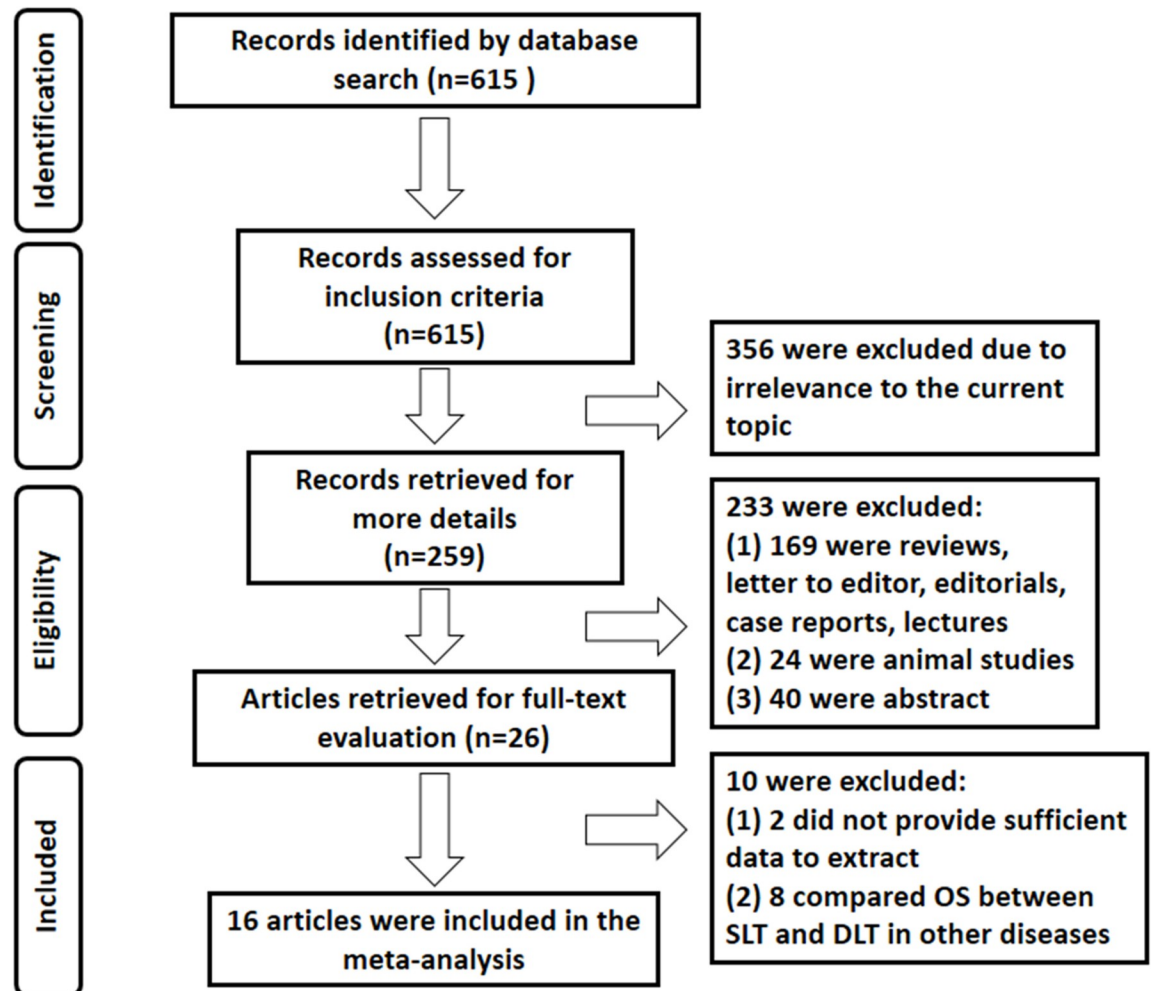 Identification
Records identified by database
search (n=615 )
Screening
Records assessed for
inclusion criteria
(n=615)
356 were excluded due to
irrelevance to the current
topic
Eligibility
Records retrieved for
more details
(n=259)
233 were excluded:
(1) 169 were reviews,
letter to editor, editorials,
case reports, lectures
(2) 24 were animal studies
(3) 40 were abstract
Articles retrieved for full-text
evaluation (n=26)
Included
10 were excluded:
(1) 2 did not provide sufficient
data to extract
(2) 8 compared OS between
SLT and DLT in other diseases
16 articles were included in the
meta-analysis